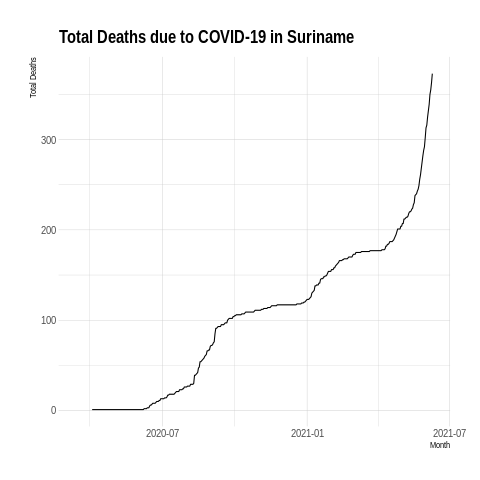 Total Deaths due to COVID-19 in Suriname
Total Deaths
300
200
100
0
2020-07
2021-01
2021-07
Month